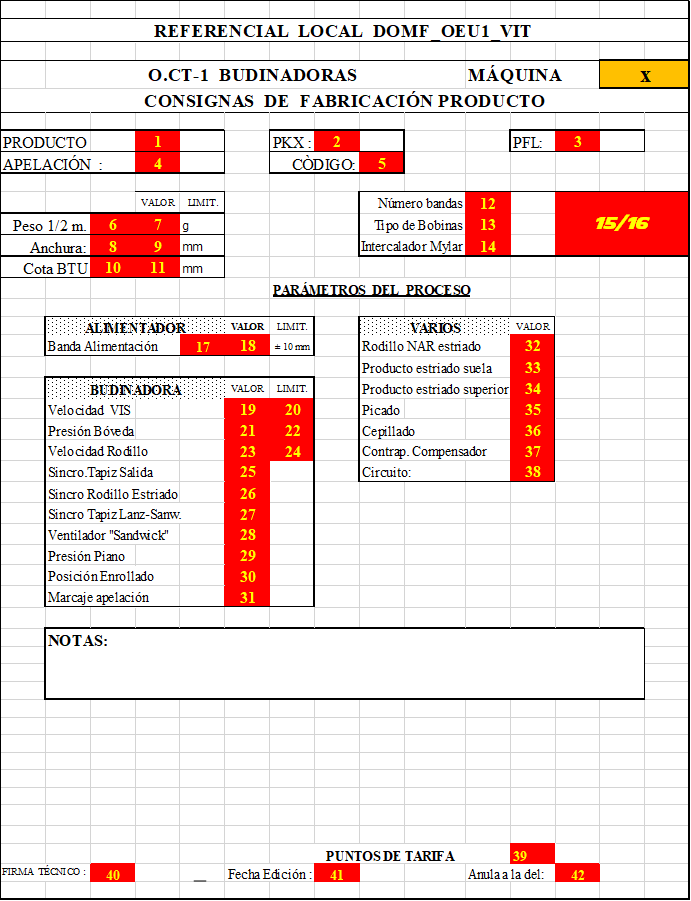 REFERENCIAL LOCAL DOMF_OEU1_VIT
O.CT-1 BUDINADORAS MÁQUINA X
CONSIGNAS DE FABRICACIÓN PRODUCTO
PRODUCTO 1 PKX : 2 PFL: 3
APELACIÓN : 4 CÒDIGO: 5
VALOR LIMIT. Número bandas 12 15/16
Peso 1/2 m. 6 7 g Tipo de Bobinas 13
Anchura: 8 9 mm Intercalador Mylar 14
Cota BTU 10 11 mm
PARÁMETROS DEL PROCESO
ALIMENTADOR VALOR LIMIT. VARIOS VALOR
Banda Alimentación 17 18 ± 10 mm Rodillo NAR estriado 32
Producto estriado suela 33
BUDINADORA VALOR LIMIT. Producto estriado superior 34
Velocidad VIS 19 20 Picado 35
Presión Bóveda 21 22 Cepillado 36
Velocidad Rodillo 23 24 Contrap. Compensador 37
Sincro.Tapiz Salida 25 Circuito: 38
Sincro Rodillo Estriado 26
Sincro Tapiz Lanz-Sanw. 27
Ventilador "Sandwick" 28
Presión Piano 29
Posición Enrollado 30
Marcaje apelación 31
NOTAS:
PUNTOS DE TARIFA 39
FIRMA TÉCNICO : 40 __ Fecha Edición : 41 Anula a la del: 42